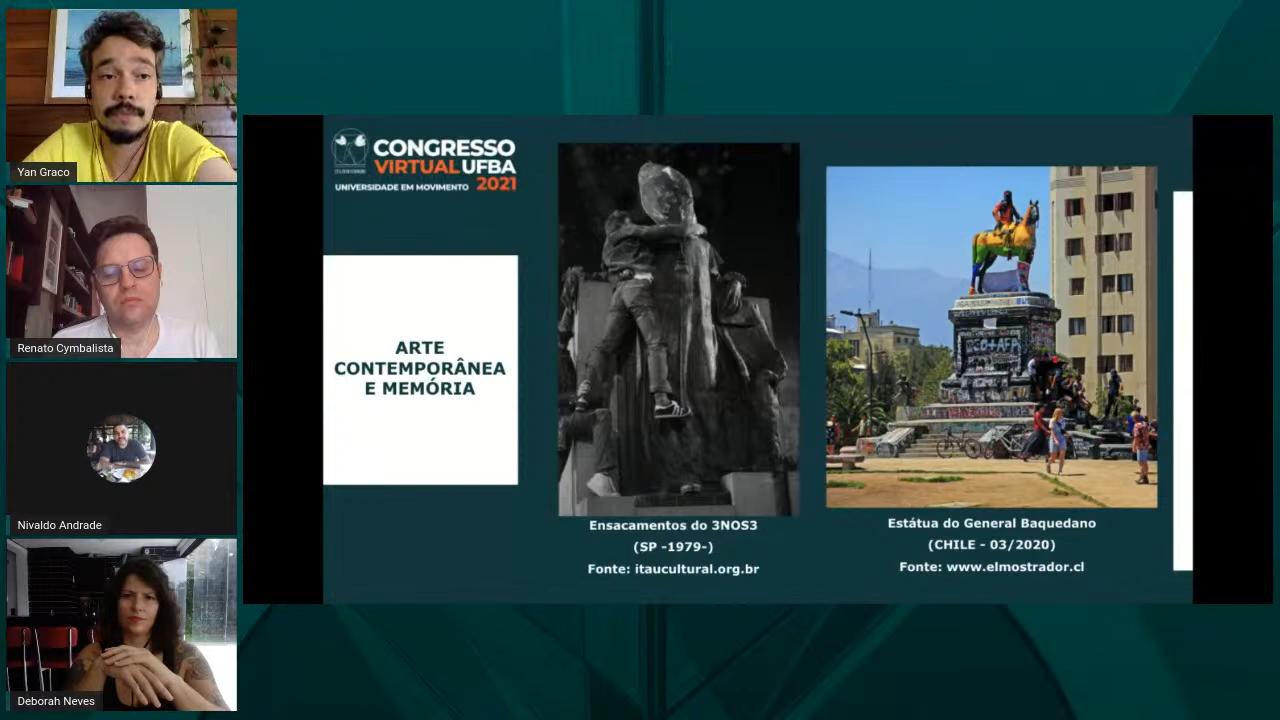 Yan Graco
Renato Cymbalista
Nivaldo Andrade
Deborah Neves
CONGRESSO
VIRTUAL UFBA
UNIVERSIDADE EM MOVIMENTO 2021
ARTE
CONTEMPORÂNEA
E MEMÓRIA
Ensacamentos do 3NOS3
(SP -1979-)
Fonte: itaucultural.org.br
Estátua do General Baquedano
(CHILE - 03/2020)
Fonte: www.elmostrador.cl